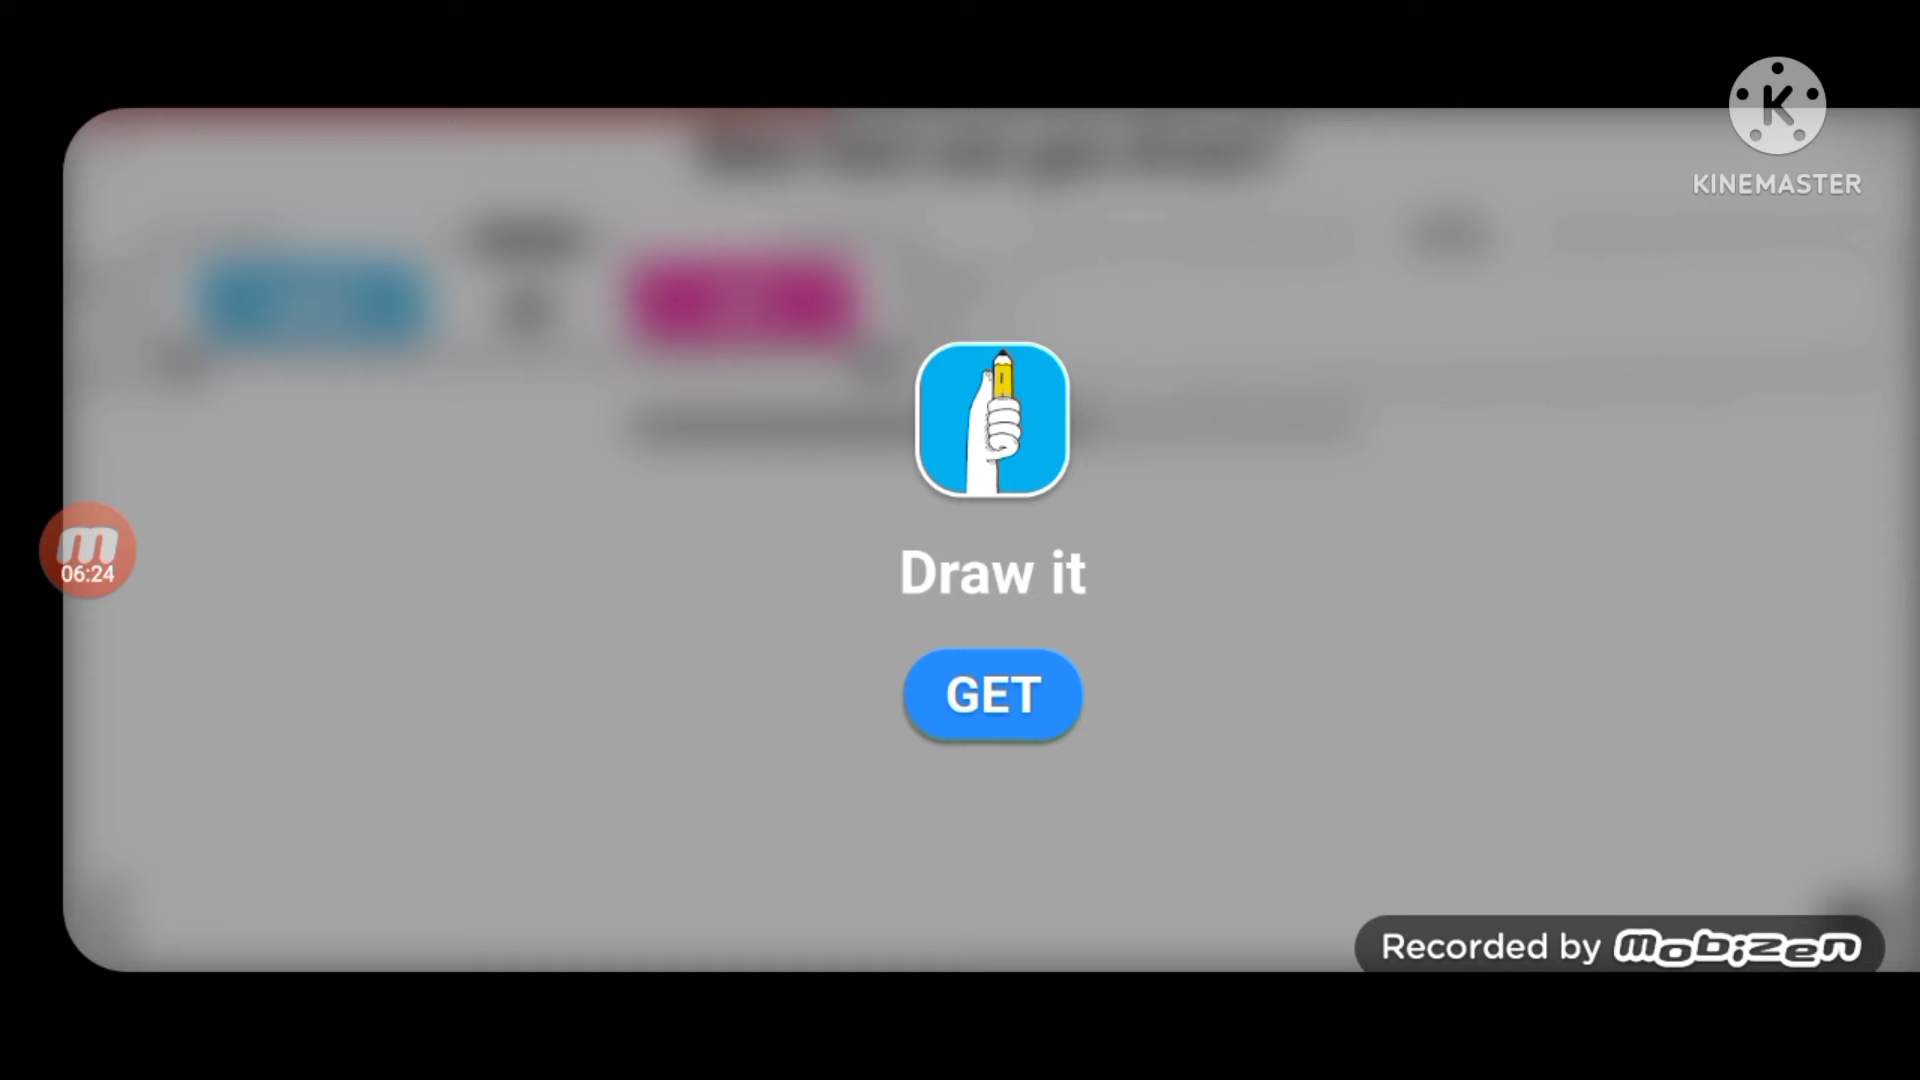 KINEMASTER
06:24
Draw it
GET
Recorded by mobizen